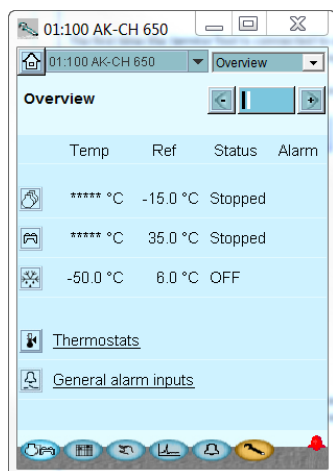 01:100 AK-CH 650
01:100 AK-CH 650 Overview
Overview
Temp Ref Status Alarm
***** °C -15.0 °C Stopped
***** °C 35.0 °C Stopped
-50.0 °C 6.0 °C OFF
Thermostats
General alarm inputs